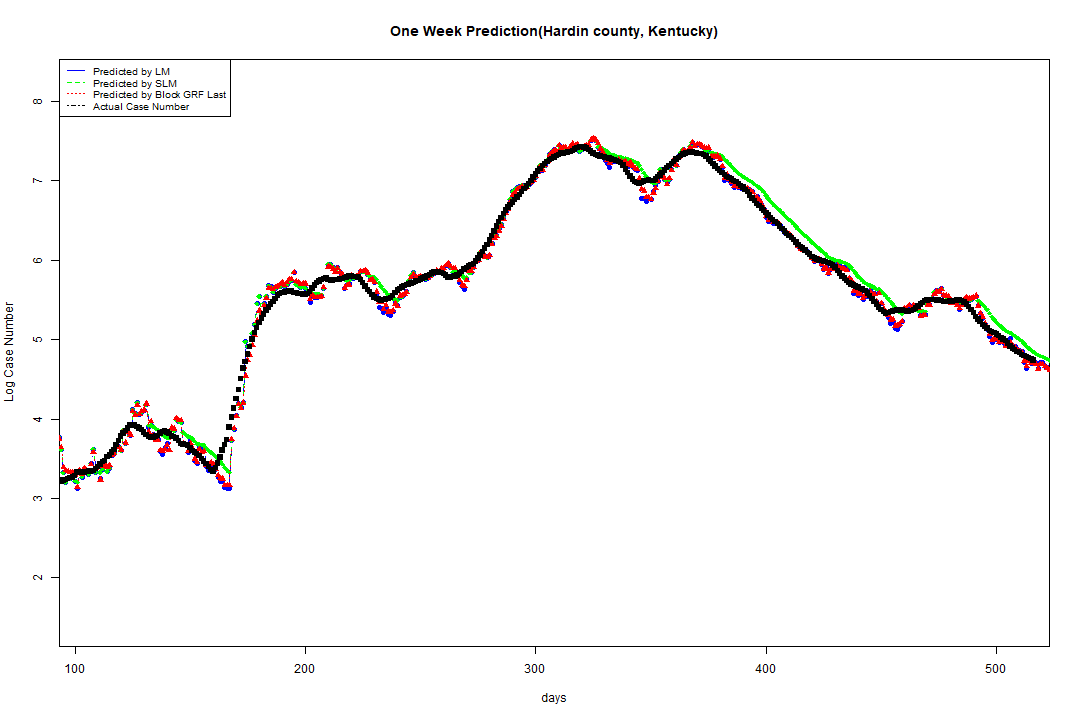 One Week Prediction(Hardin county, Kentucky)
Predicted by LM
Predicted by SLM
Predicted by Block GRF Last
Actual Case Number
8
7
6
5
4
3
2
Log Case Number
100 200 300 400 500
days